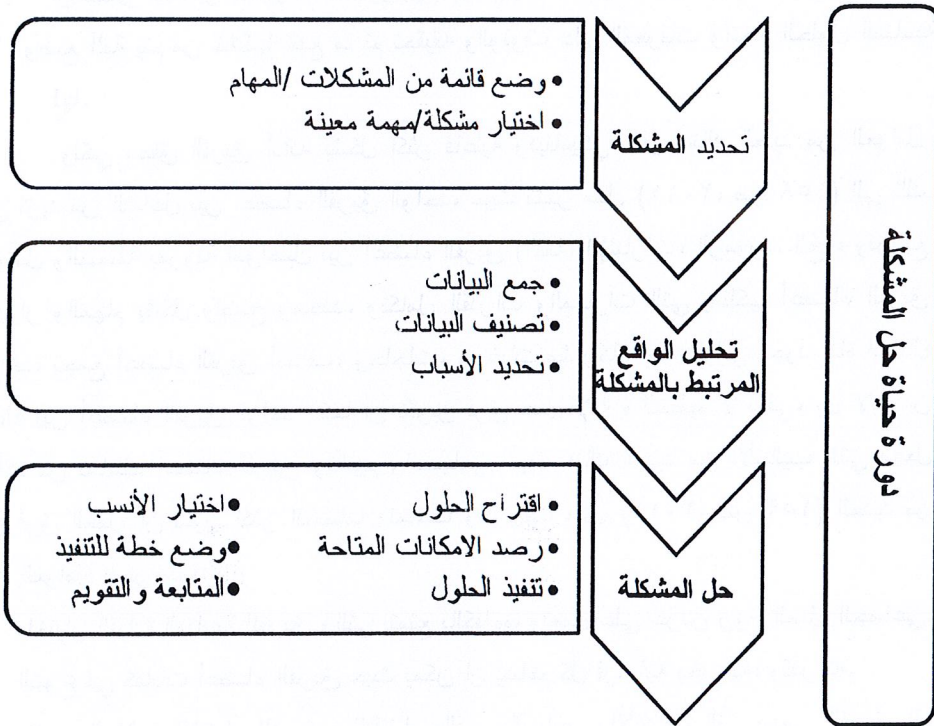 دورة حياة حل المشكلة
تحديد المشكلة
• وضع قائمة من المشكلات /المهام
• اختيار مشكلة/مهمة معينة
تحليل الواقع
المرتبط بالمشكلة
• جمع البيانات
• تصنيف البيانات
• تحديد الأسباب
حل المشكلة
• اقتراح الحلول
• رصد الامكانات المتاحة
• تنفيذ الحلول
•اختيار الأنسب
•وضع خطة للتنفيذ
•المتابعة والتقويم